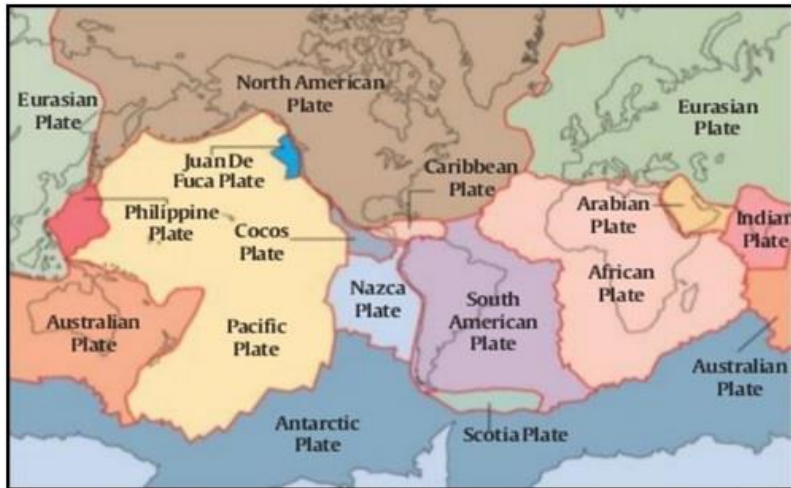 North American
Plate
Eurasian
Plate
Eurasian
Plate
Juan De
Fuca Plate
Caribbean
Plate
Philippine
Plate
Cocos
Plate
Arabian
Plate
Indian
Plate
African
Plate
Nazca
Plate
South
American
Plate
Australian
Plate
Pacific
Plate
Australian
Plate
Antarctic
Plate
Scotia Plate